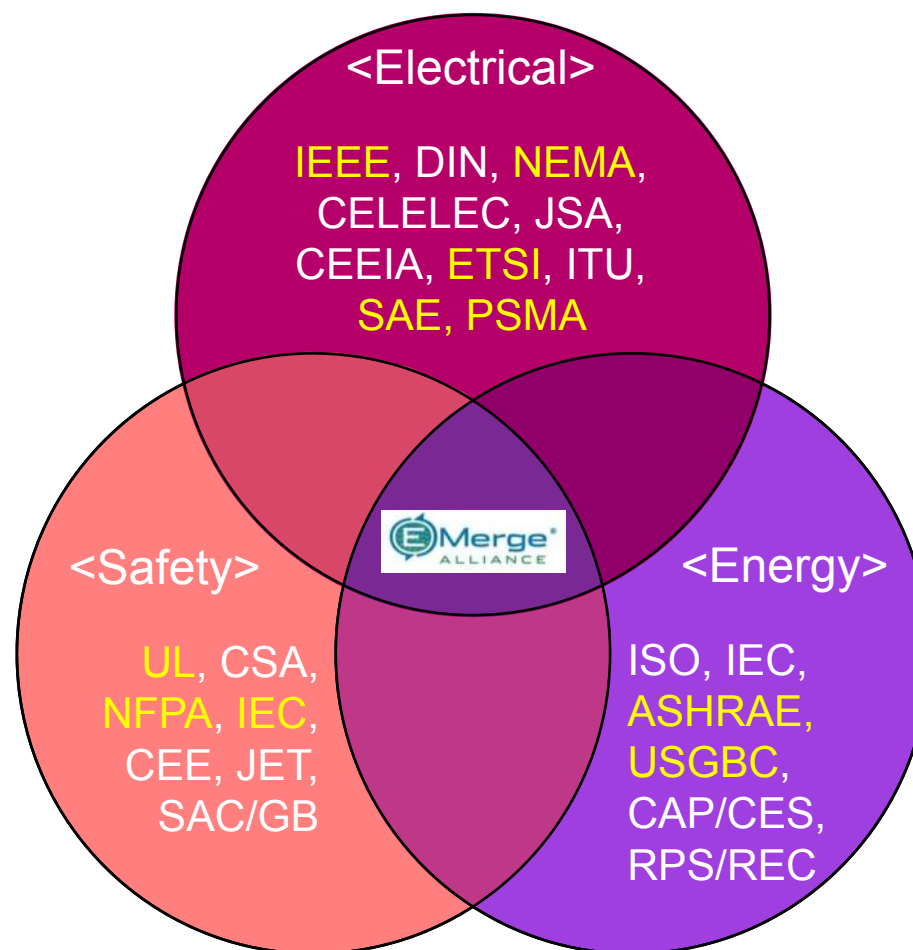 <Electrical>
IEEE, DIN, NEMA,
CELELEC, JSA,
CEEIA, ETSI, ITU,
SAE, PSMA
EMerge®
ALLIANCE
<Safety>
UL, CSA,
NFPA, IEC,
CEE, JET,
SAC/GB
<Energy>
ISO, IEC,
ASHRAE,
USGBC,
CAP/CES,
RPS/REC